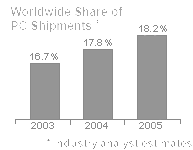 Worldwide Share of
PC Shipments *
16.7%
17.8%
18.2%
2003
2004
2005
* Industry analyst estimates